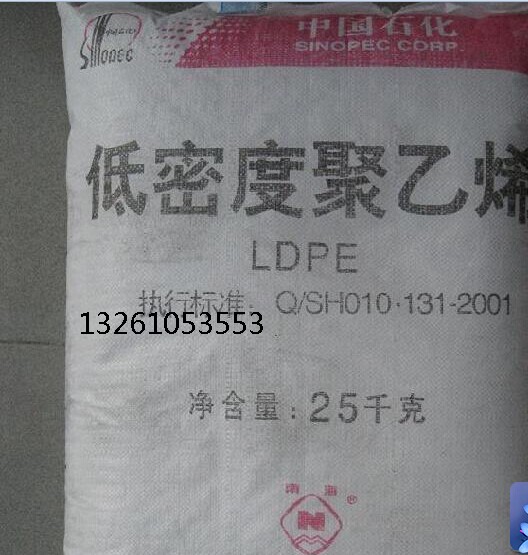 中国石化
SINOPEC CORP
SINOPEC
低密度聚乙烯
LDPE
执行标准：Q/SH010·131-2001
13261053553
净含量：25千克
®